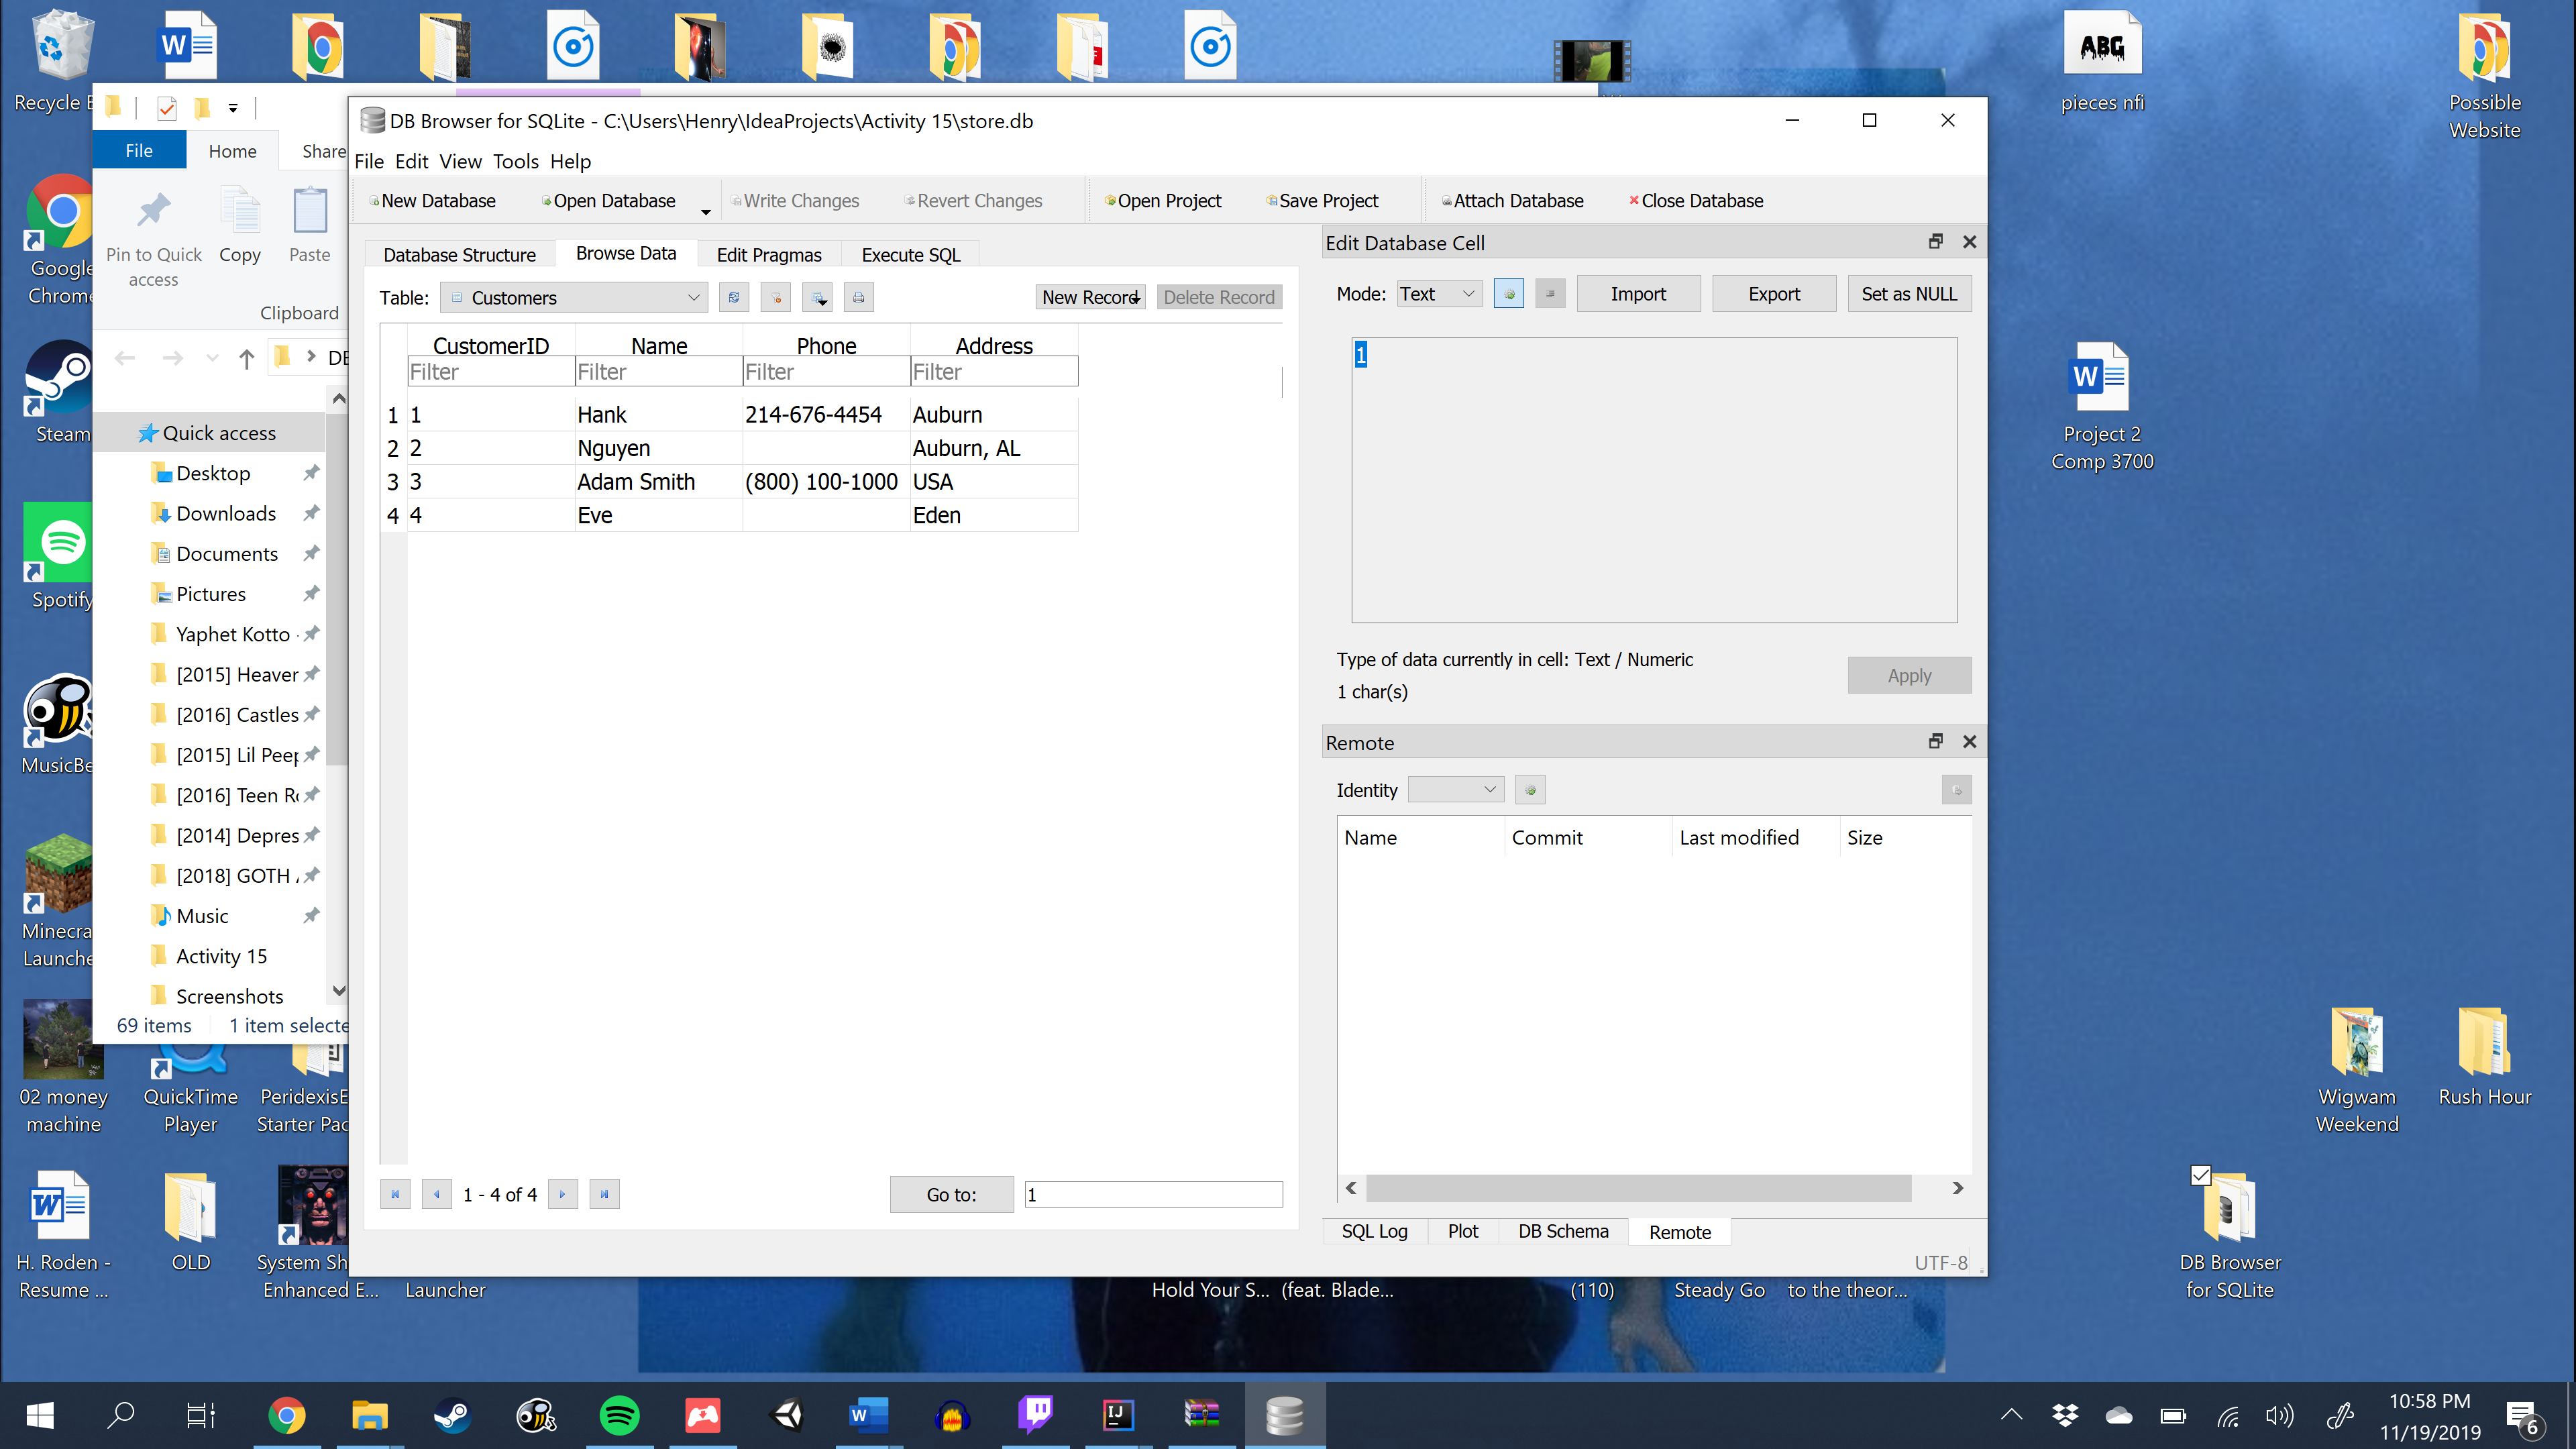 Recycle B
W
ABG
pieces nfi
Possible
Website
DB Browser for SQLite - C:\Users\Henry\IdeaProjects\Activity 15\store.db
File
Home
Share
File Edit View Tools Help
New Database
Open Database
Write Changes
Revert Changes
Open Project
Save Project
Attach Database
Close Database
Pin to Quick
access
Copy
Paste
Clipboard
DB
Google
Chrome
Steam
Spotify
MusicBe
Minecra
Launche
Database Structure
Browse Data
Edit Pragmas
Execute SQL
Table:
Customers
New Record
Delete Record
CustomerID Name Phone Address
Filter Filter Filter Filter
1 1 Hank 214-676-4454 Auburn
2 2 Nguyen Auburn, AL
3 3 Adam Smith (800) 100-1000 USA
4 4 Eve Eden
1 - 4 of 4
Go to:
1
Edit Database Cell
Mode:
Text
Import
Export
Set as NULL
1
Type of data currently in cell: Text / Numeric
1 char(s)
Apply
Remote
Identity
Name Commit Last modified Size
SQL Log
Plot
DB Schema
Remote
UTF-8
Quick access
Desktop
Downloads
Documents
Pictures
Yaphet Kotto -
[2015] Heaver
[2016] Castles
[2015] Lil Peep
[2016] Teen Ro
[2014] Depres
[2018] GOTH
Music
Activity 15
Screenshots
69 items
1 item selecte
W
Project 2
Comp 3700
02 money
machine
QuickTime
Player
PeridexisE
Starter Pac
Wigwam
Weekend
Rush Hour
W
H. Roden -
Resume ...
OLD
System Sh
Enhanced E...
Launcher
Hold Your S...
(feat. Blade...
(110)
Steady Go
to the theor...
DB Browser
for SQLite
W
IJ
10:58 PM
11/19/2019
6